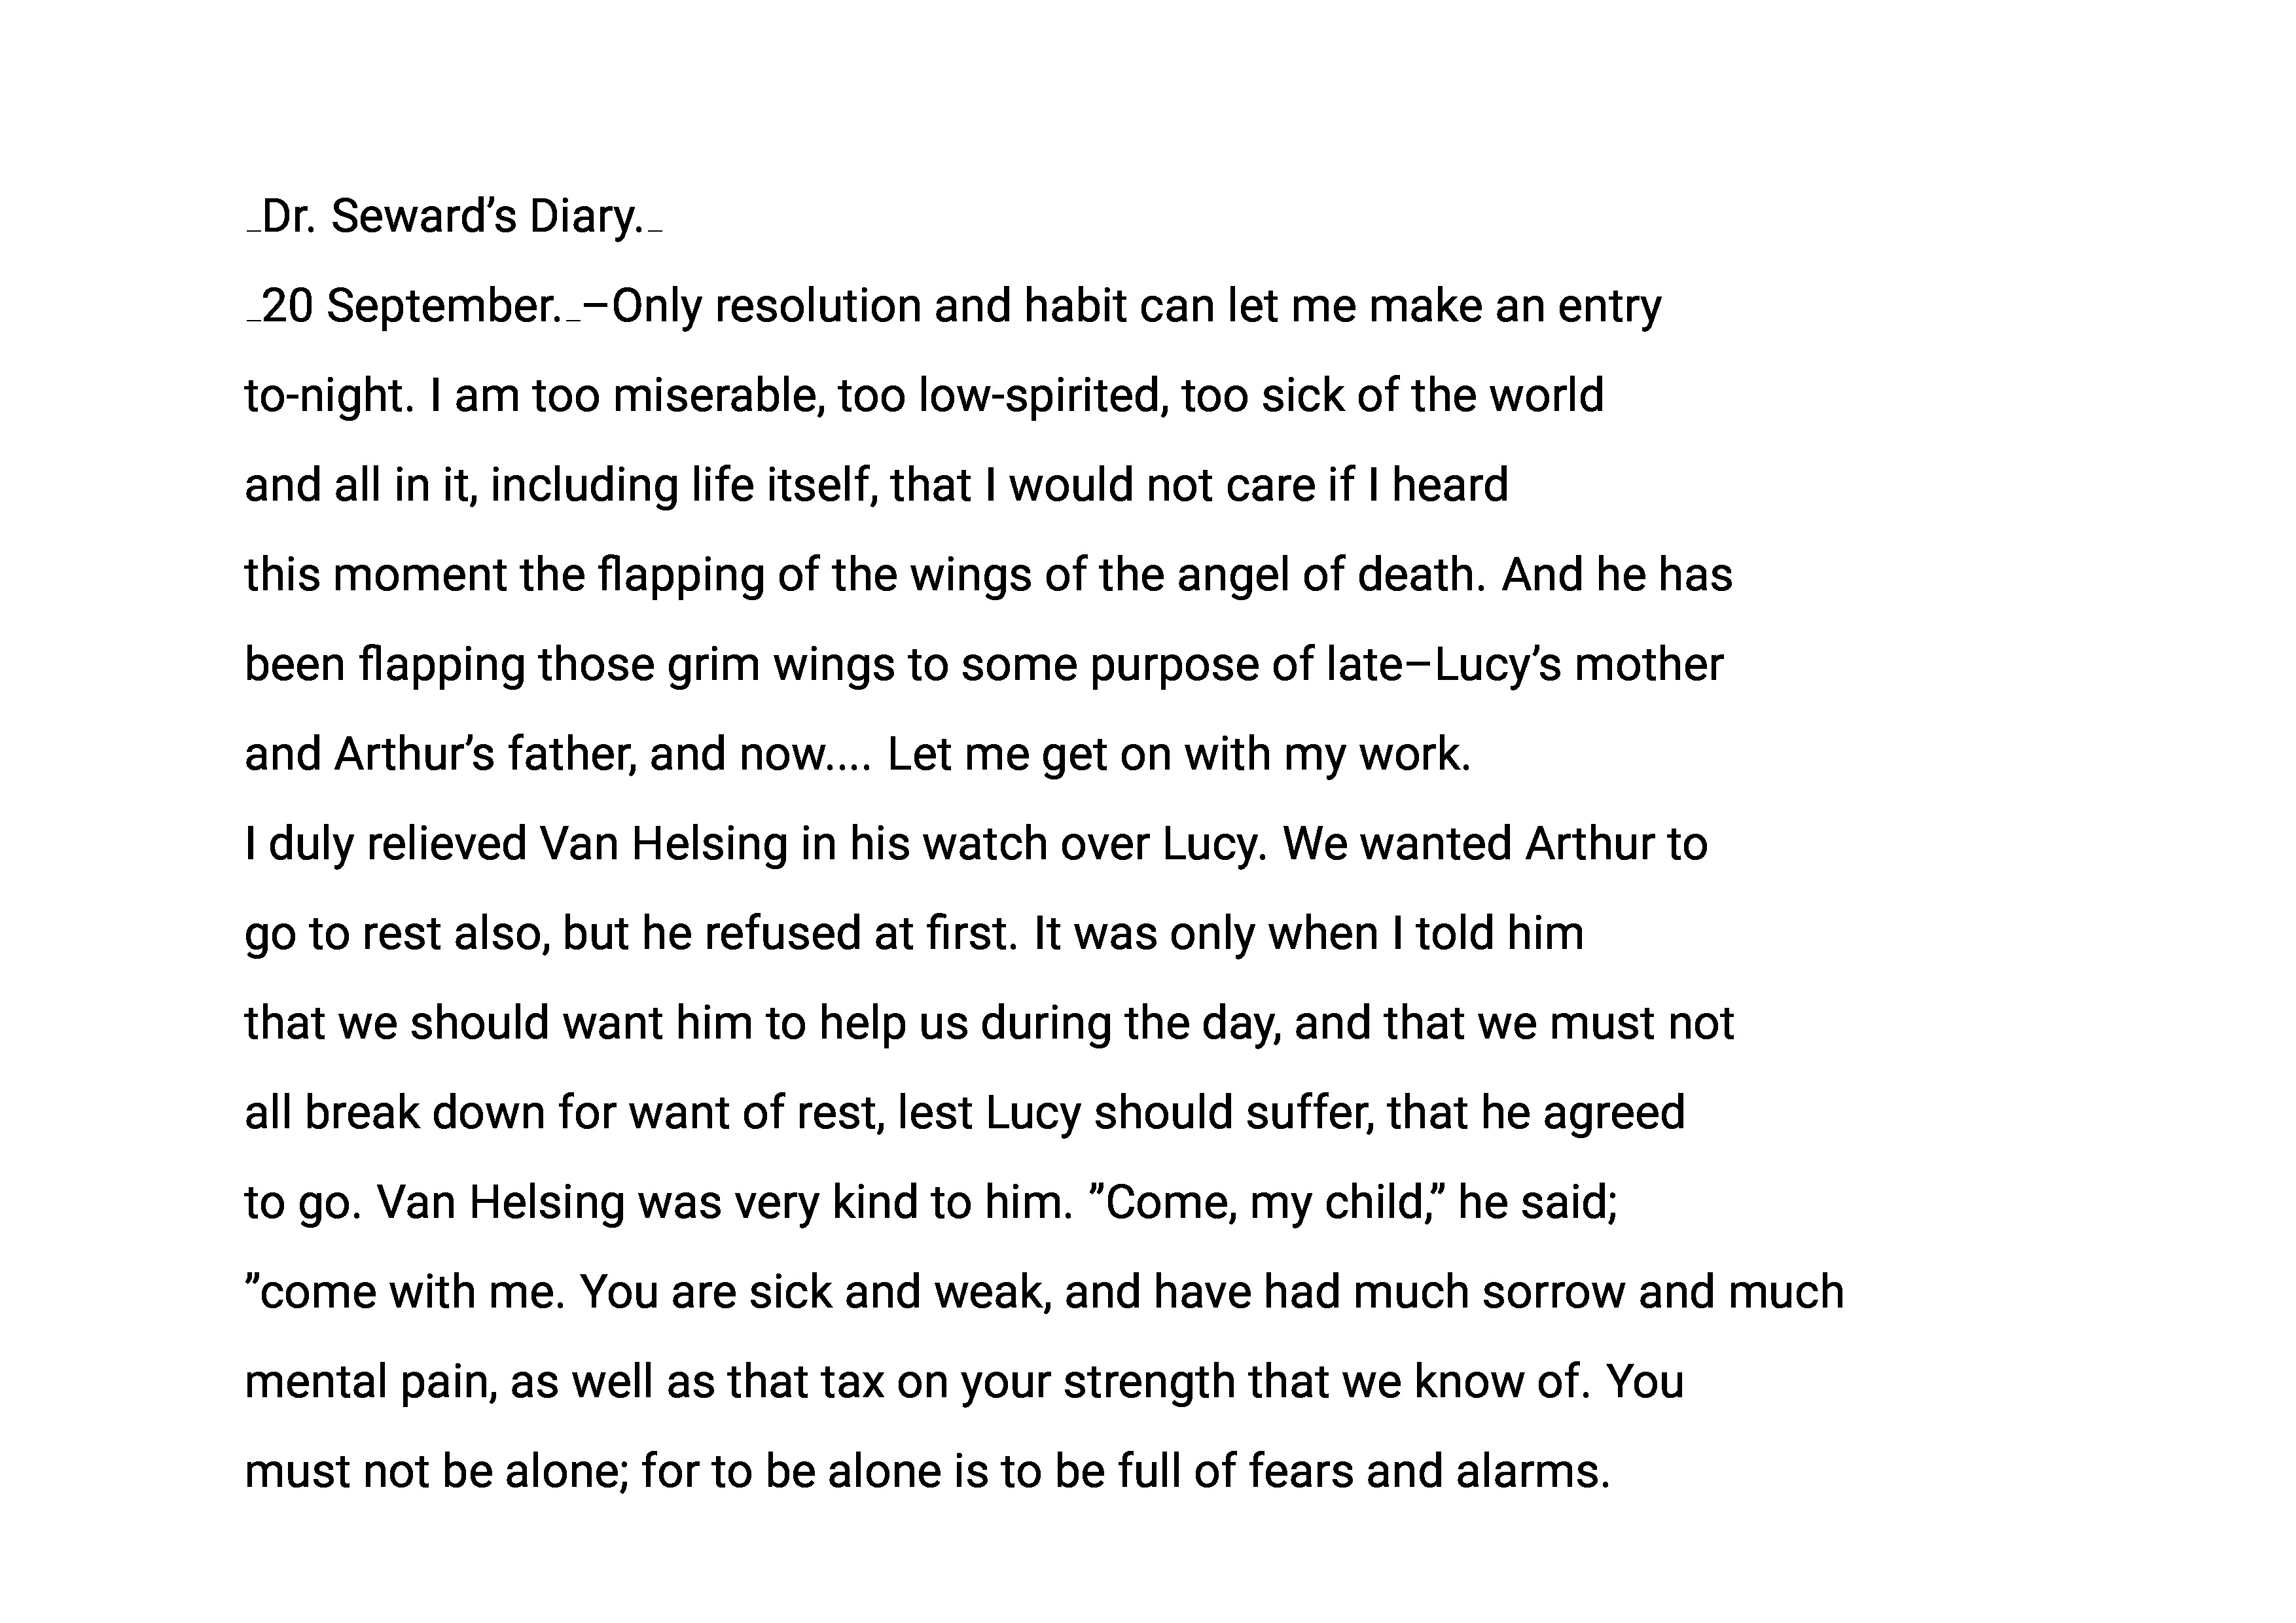 _Dr. Seward’s Diary._
_20 September._–Only resolution and habit can let me make an entry
to-night. I am too miserable, too low-spirited, too sick of the world
and all in it, including life itself, that I would not care if I heard
this moment the flapping of the wings of the angel of death. And he has
been flapping those grim wings to some purpose of late–Lucy’s mother
and Arthur’s father, and now.... Let me get on with my work.
I duly relieved Van Helsing in his watch over Lucy. We wanted Arthur to
go to rest also, but he refused at first. It was only when I told him
that we should want him to help us during the day, and that we must not
all break down for want of rest, lest Lucy should suffer, that he agreed
to go. Van Helsing was very kind to him. ”Come, my child,” he said;
”come with me. You are sick and weak, and have had much sorrow and much
mental pain, as well as that tax on your strength that we know of. You
must not be alone; for to be alone is to be full of fears and alarms.